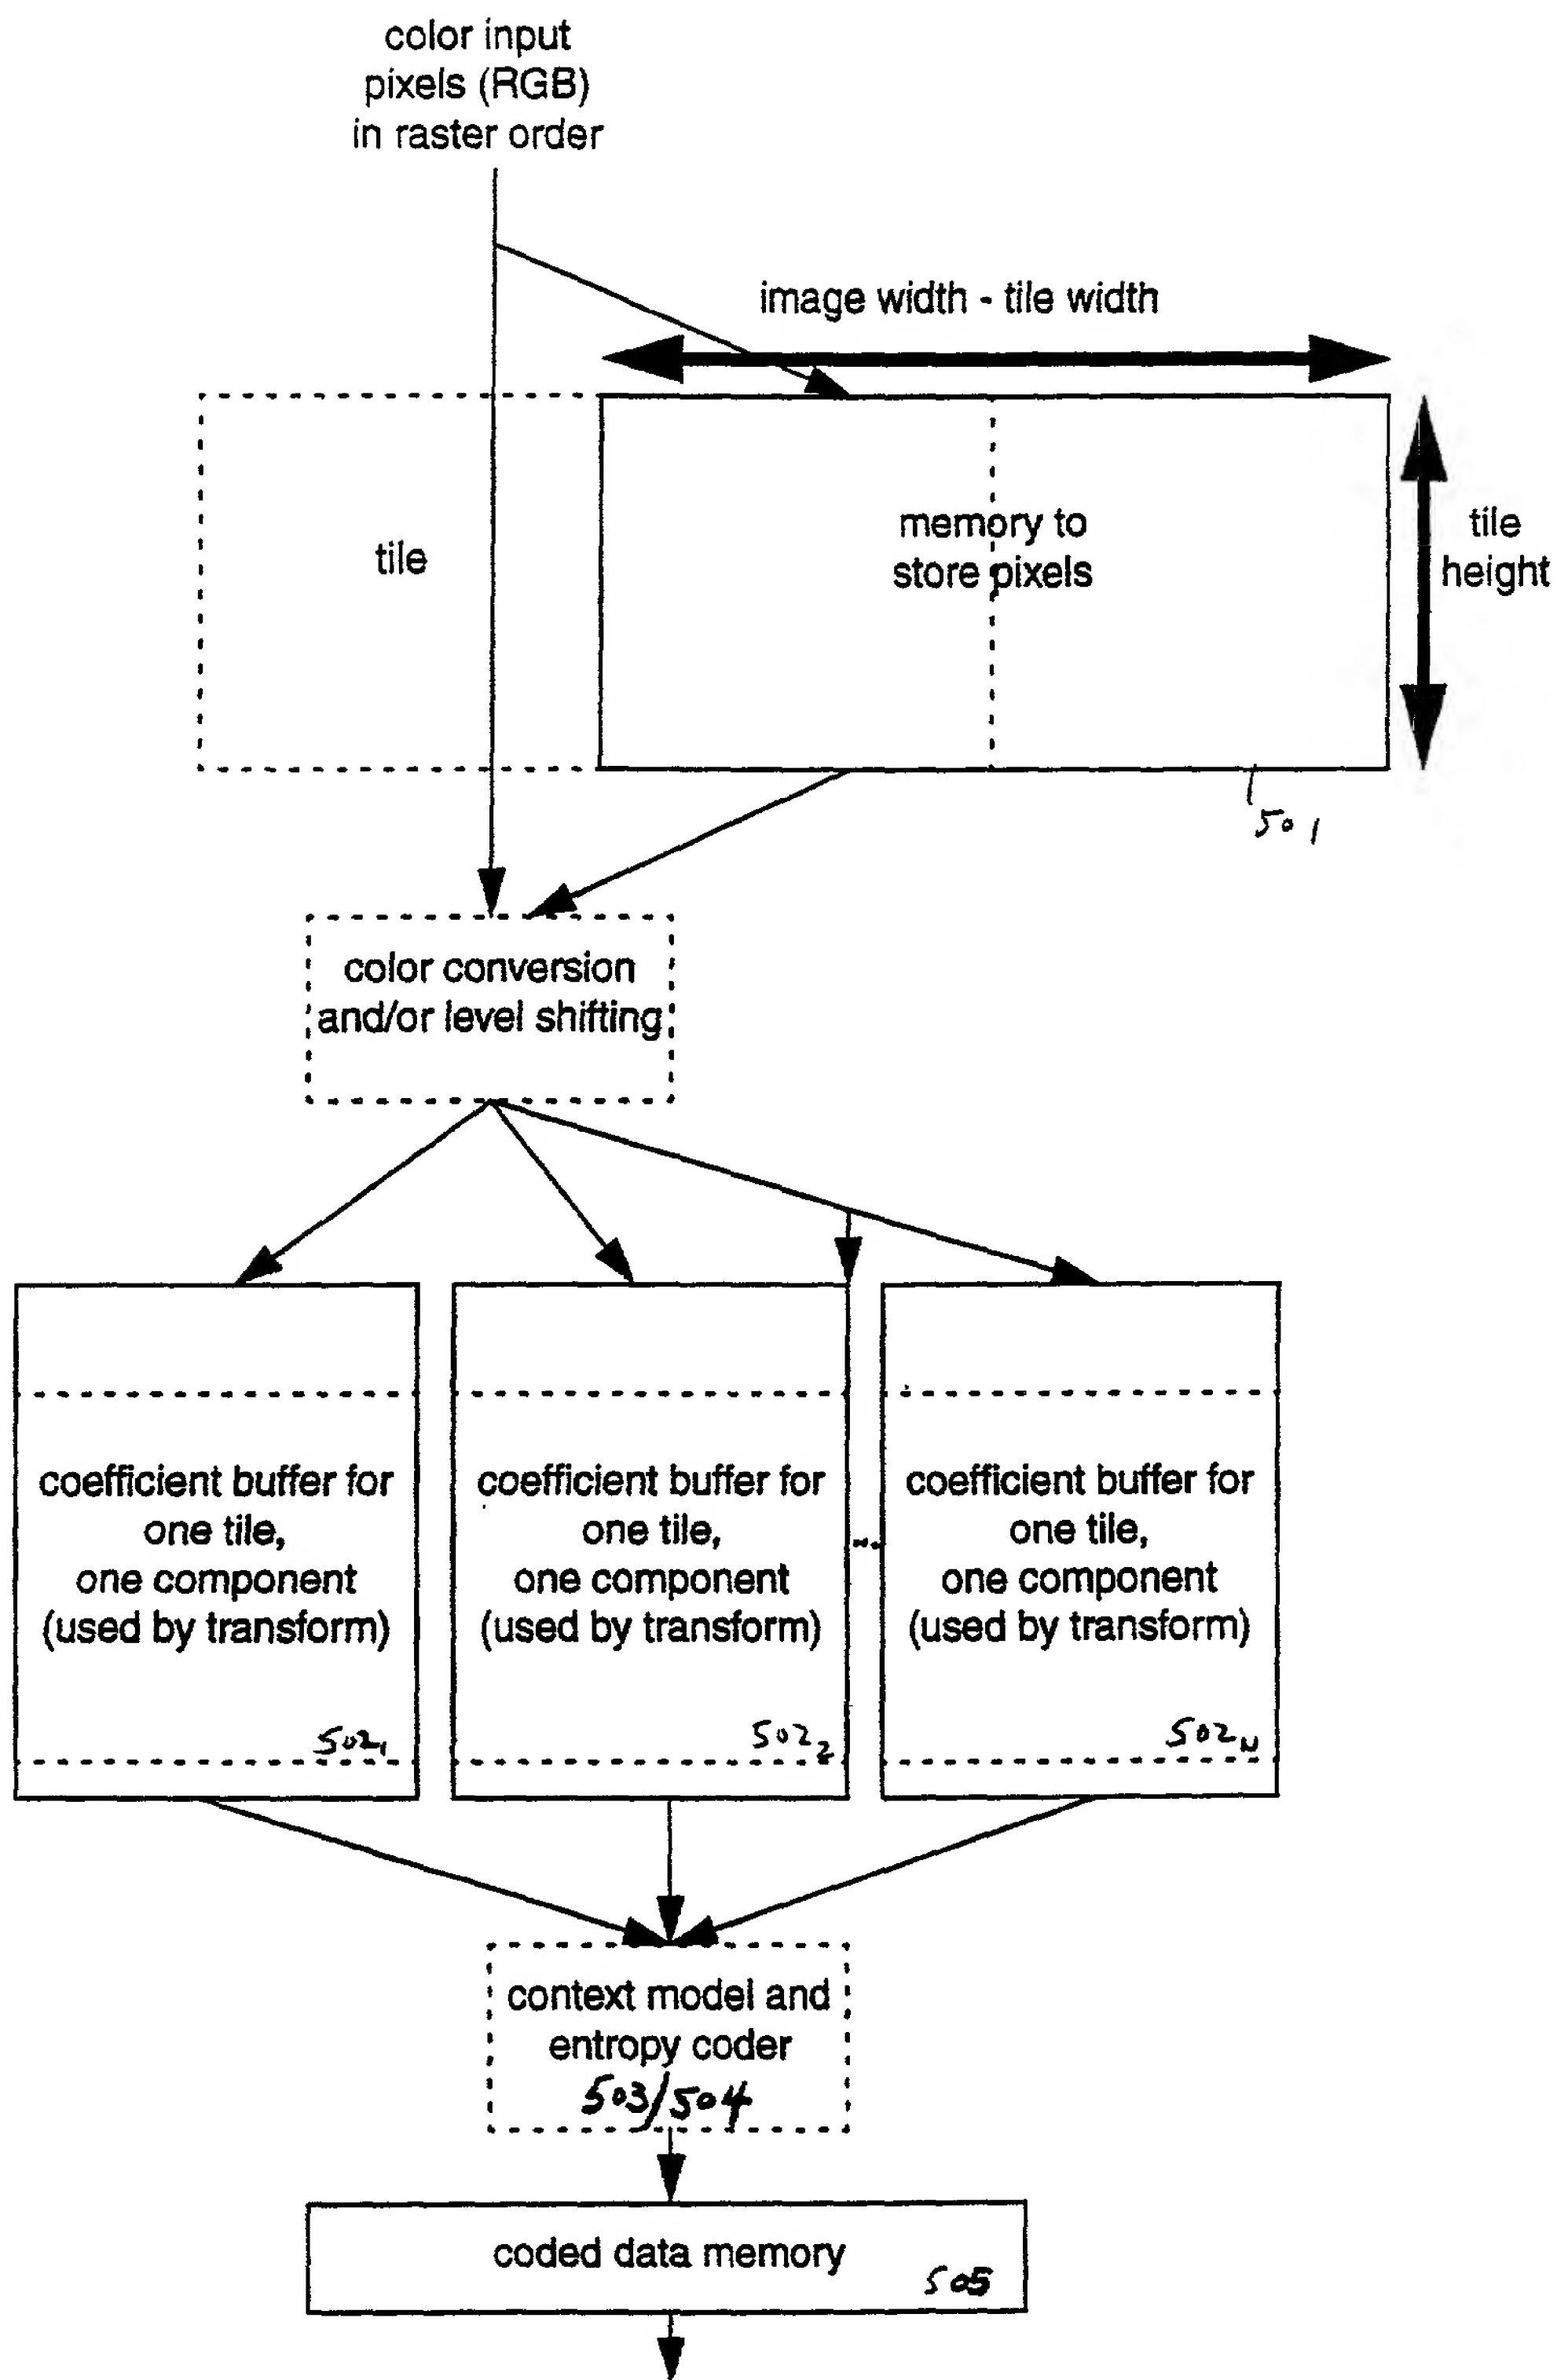 color input
pixels (RGB)
in raster order
image width - tile width
tile
memory to
store pixels
tile
height
501
color conversion
and/or level shifting
coefficient buffer for
one tile,
one component
(used by transform)
502₁
coefficient buffer for
one tile,
one component
(used by transform)
502₂
...
coefficient buffer for
one tile,
one component
(used by transform)
502N
context model and
entropy coder
503/504
coded data memory
505